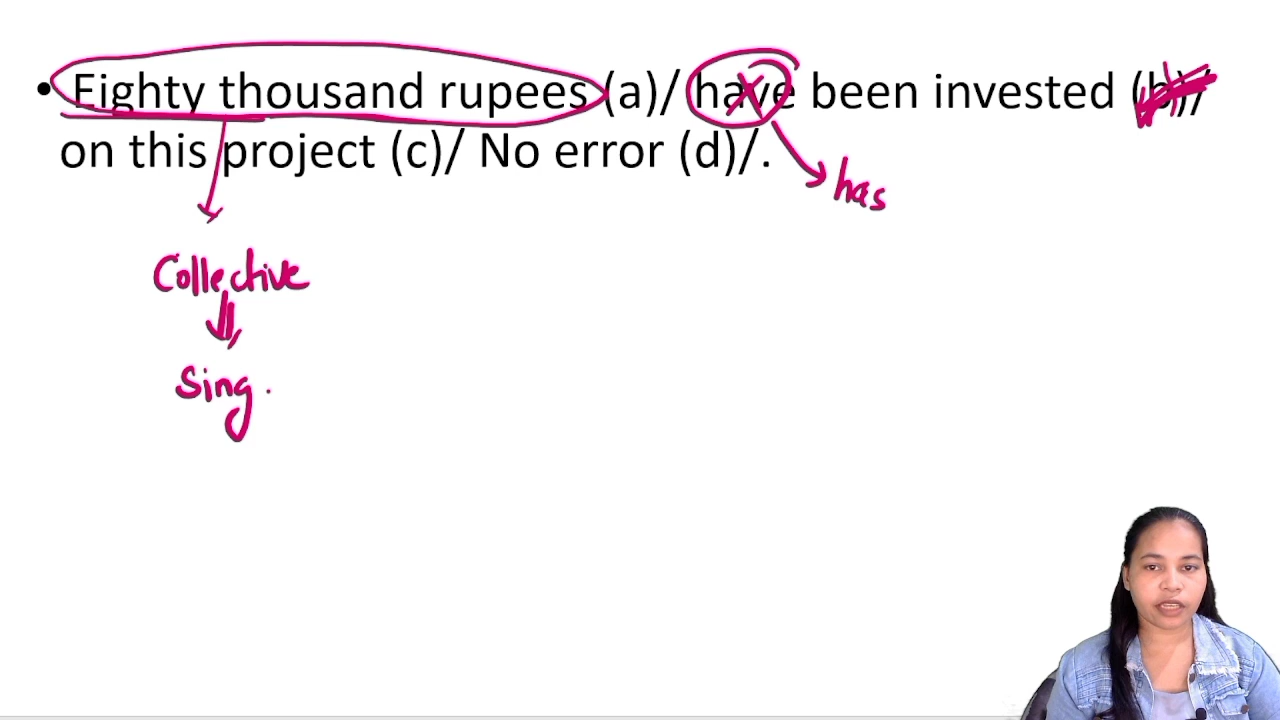 • Eighty thousand rupees (a)/ have been invested (b)/
on this project (c)/ No error (d)/.
has
Collective
Sing.